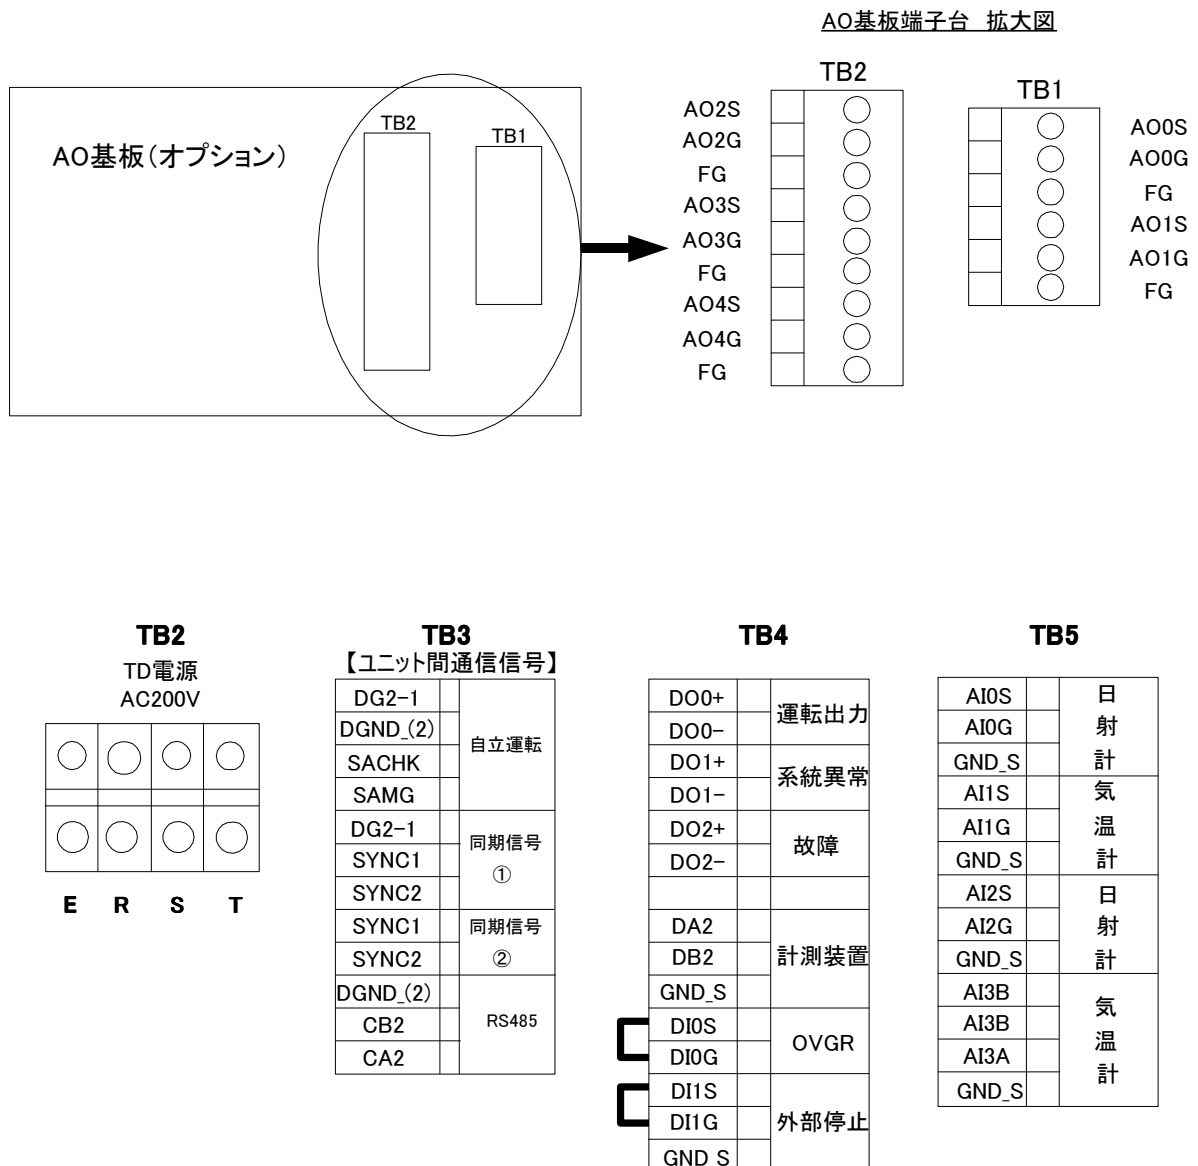 AO基板端子台 拡大図
AO基板(オプション)
TB2
TB1
TB2
AO2S
AO2G
FG
AO3S
AO3G
FG
AO4S
AO4G
FG
TB1
AO0S
AO0G
FG
AO1S
AO1G
FG
TB2
TD電源
AC200V
E R S T
TB3
【ユニット間通信信号】
DG2-1
DGND_(2)
SACHK
SAMG
自立運転
DG2-1
SYNC1
SYNC2
同期信号
①
SYNC1
SYNC2
同期信号
②
DGND_(2)
CB2
CA2
RS485
TB4
DO0+
DO0-
運転出力
DO1+
DO1-
系統異常
DO2+
DO2-
故障
DA2
DB2
GND_S
計測装置
DI0S
DI0G
OVGR
DI1S
DI1G
GND_S
外部停止
TB5
AI0S
AI0G
GND_S
日
射
計
AI1S
AI1G
GND_S
気
温
計
AI2S
AI2G
GND_S
日
射
計
AI3B
AI3B
AI3A
GND_S
気
温
計